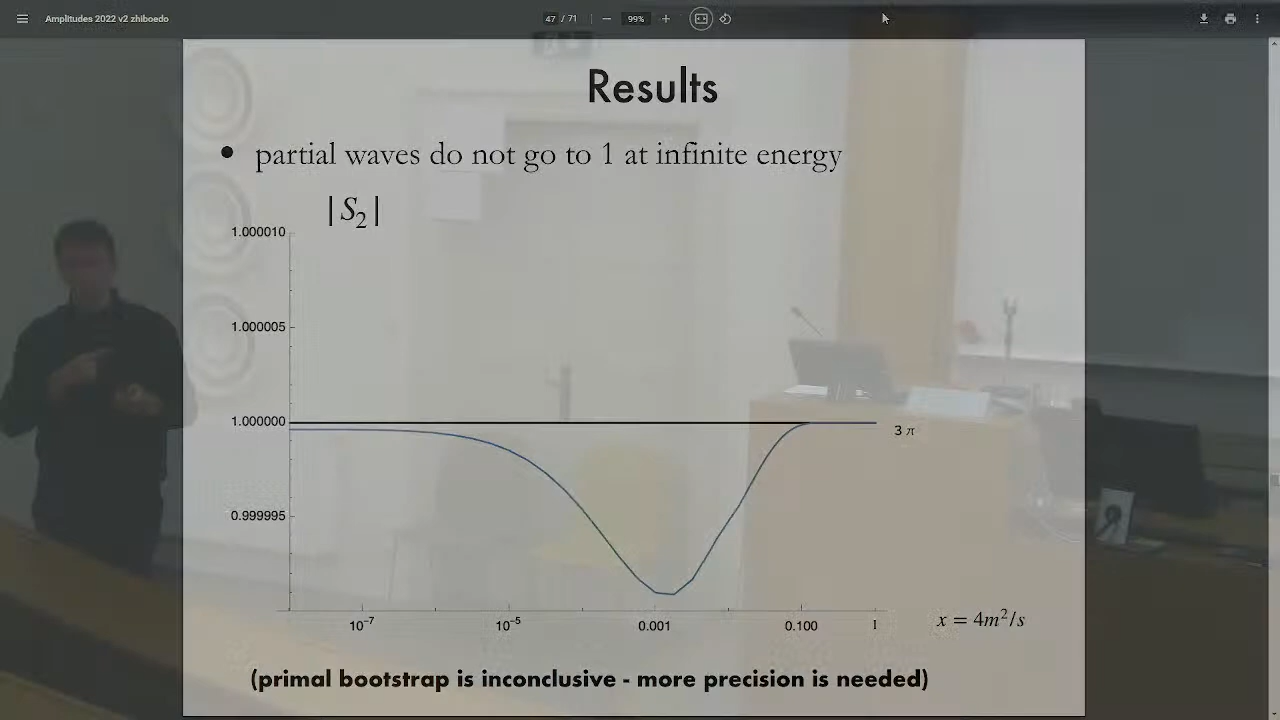 Amplitudes 2022 v2 zhiboedo
47 / 71
99%
Results
• partial waves do not go to 1 at infinite energy
|S₂|
1.000010
1.000005
1.000000
0.999995
3 π
10⁻⁷
10⁻⁵
0.001
0.100
1
x = 4m²/s
(primal bootstrap is inconclusive - more precision is needed)